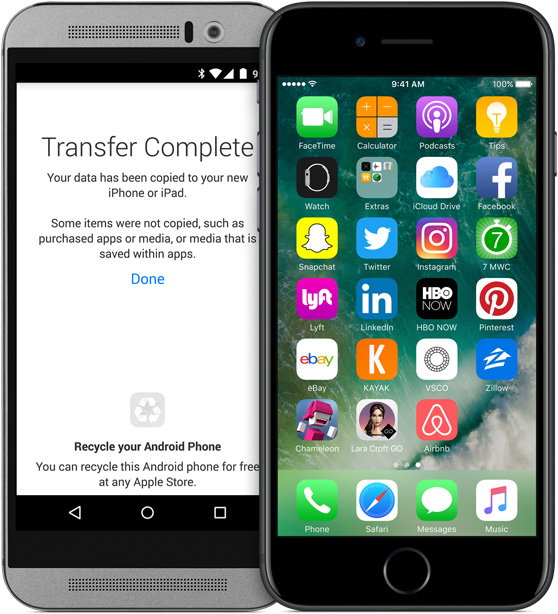 9
Transfer Complete
Your data has been copied to your new
iPhone or iPad.
Some items were not copied, such as
purchased apps or media, or media that is
saved within apps.
Done
Recycle your Android Phone
You can recycle this Android phone for free
at any Apple Store.
9:41 AM
100%
FaceTime
Calculator
Podcasts
Tips
Watch
Extras
iCloud Drive
Facebook
Snapchat
Twitter
Instagram
7
7 MWC
lyft
in
HBO
NOW
Lyft
LinkedIn
HBO NOW
Pinterest
ebay
K
eBay
KAYAK
VSCO
Zillow
GO
Chameleon
Lara Croft GO
Airbnb
Phone
Safari
Messages
Music